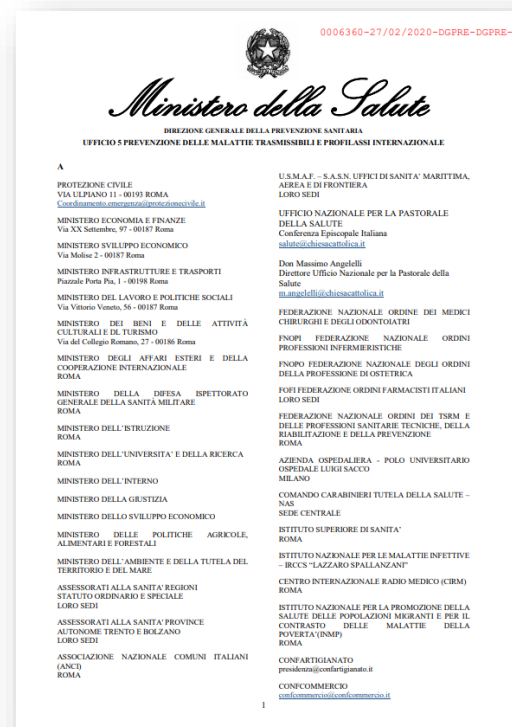 0006360-27/02/2020-DGPRE-DGPRE-
Ministero della Salute
DIREZIONE GENERALE DELLA PREVENZIONE SANITARIA
UFFICIO 5 PREVENZIONE DELLE MALATTIE TRASMISSIBILI E PROFILASSI INTERNAZIONALE
A
PROTEZIONE CIVILE
VIA ULPIANO 11 - 00193 ROMA
Coordinamento.emergenza@protezionecivile.it
MINISTERO ECONOMIA E FINANZE
Via XX Settembre, 97 - 00187 Roma
MINISTERO SVILUPPO ECONOMICO
Via Molise 2 - 00187 Roma
MINISTERO INFRASTRUTTURE E TRASPORTI
Piazzale Porta Pia, 1 - 00198 Roma
MINISTERO DEL LAVORO E POLITICHE SOCIALI
Via Vittorio Veneto, 56 - 00187 Roma
MINISTERO DEI BENI E DELLE ATTIVITÀ
CULTURALI E DL TURISMO
Via del Collegio Romano, 27 - 00186 Roma
MINISTERO DEGLI AFFARI ESTERI E DELLA
COOPERAZIONE INTERNAZIONALE
ROMA
MINISTERO DELLA DIFESA ISPETTORATO
GENERALE DELLA SANITÀ MILITARE
ROMA
MINISTERO DELL'ISTRUZIONE
ROMA
MINISTERO DELL'UNIVERSITA' E DELLA RICERCA
ROMA
MINISTERO DELL'INTERNO
MINISTERO DELLA GIUSTIZIA
MINISTERO DELLO SVILUPPO ECONOMICO
MINISTERO DELLE POLITICHE AGRICOLE,
ALIMENTARI E FORESTALI
MINISTERO DELL'AMBIENTE E DELLA TUTELA DEL
TERRITORIO E DEL MARE
ASSESSORATI ALLA SANITA' REGIONI
STATUTO ORDINARIO E SPECIALE
LORO SEDI
ASSESSORATI ALLA SANITA' PROVINCE
AUTONOME TRENTO E BOLZANO
LORO SEDI
ASSOCIAZIONE NAZIONALE COMUNI ITALIANI
(ANCI)
ROMA
U.S.M.A.F. – S.A.S.N. UFFICI DI SANITA' MARITTIMA,
AEREA E DI FRONTIERA
LORO SEDI
UFFICIO NAZIONALE PER LA PASTORALE
DELLA SALUTE
Conferenza Episcopale Italiana
salute@chiesacattolica.it
Don Massimo Angelelli
Direttore Ufficio Nazionale per la Pastorale della
Salute
m.angelelli@chiesacattolica.it
FEDERAZIONE NAZIONALE ORDINE DEI MEDICI
CHIRURGHI E DEGLI ODONTOIATRI
FNOPI FEDERAZIONE NAZIONALE ORDINI
PROFESSIONI INFERMIERISTICHE
FNOPO FEDERAZIONE NAZIONALE DEGLI ORDINI
DELLA PROFESSIONE DI OSTETRICA
FOFI FEDERAZIONE ORDINI FARMACISTI ITALIANI
LORO SEDI
FEDERAZIONE NAZIONALE ORDINI DEI TSRM E
DELLE PROFESSIONI SANITARIE TECNICHE, DELLA
RIABILITAZIONE E DELLA PREVENZIONE
ROMA
AZIENDA OSPEDALIERA - POLO UNIVERSITARIO
OSPEDALE LUIGI SACCO
MILANO
COMANDO CARABINIERI TUTELA DELLA SALUTE –
NAS
SEDE CENTRALE
ISTITUTO SUPERIORE DI SANITA'
ROMA
ISTITUTO NAZIONALE PER LE MALATTIE INFETTIVE
– IRCCS “LAZZARO SPALLANZANI”
CENTRO INTERNAZIONALE RADIO MEDICO (CIRM)
ROMA
ISTITUTO NAZIONALE PER LA PROMOZIONE DELLA
SALUTE DELLE POPOLAZIONI MIGRANTI E PER IL
CONTRASTO DELLE MALATTIE DELLA
POVERTA'(INMP)
ROMA
CONFARTIGIANATO
presidenza@confartigianato.it
CONFCOMMERCIO
confcommercio@confcommercio.it
1